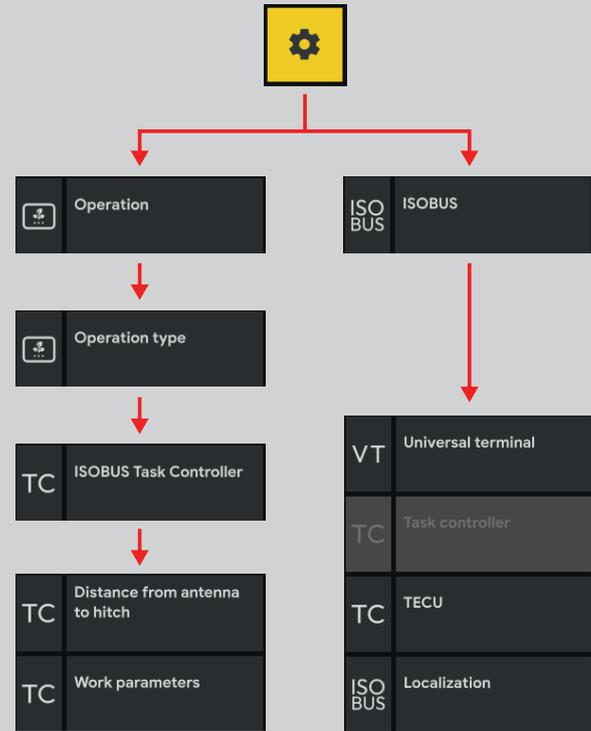 Operation
Operation type
TC
ISOBUS Task Controller
TC
Distance from antenna
to hitch
TC
Work parameters
ISO
BUS
ISOBUS
VT
Universal terminal
TC
Task controller
TC
TECU
ISO
BUS
Localization